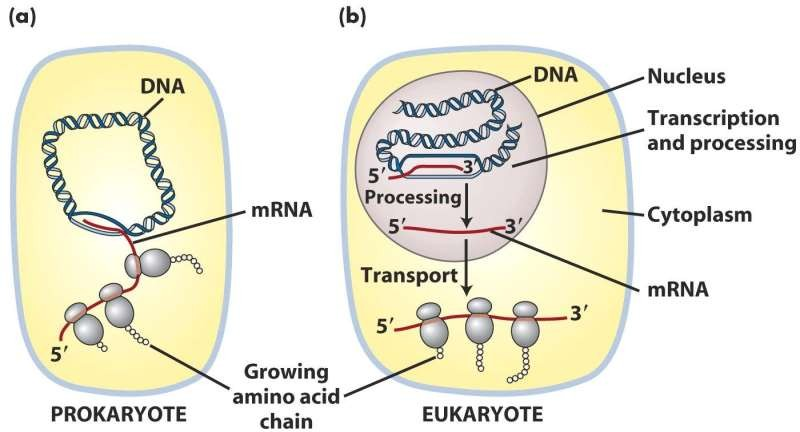 (a)
DNA
mRNA
5′
Growing
amino acid
chain
PROKARYOTE
(b)
DNA
Nucleus
Transcription
and processing
5′
3′
Processing
5′
3′
Cytoplasm
Transport
mRNA
5′
3′
EUKARYOTE